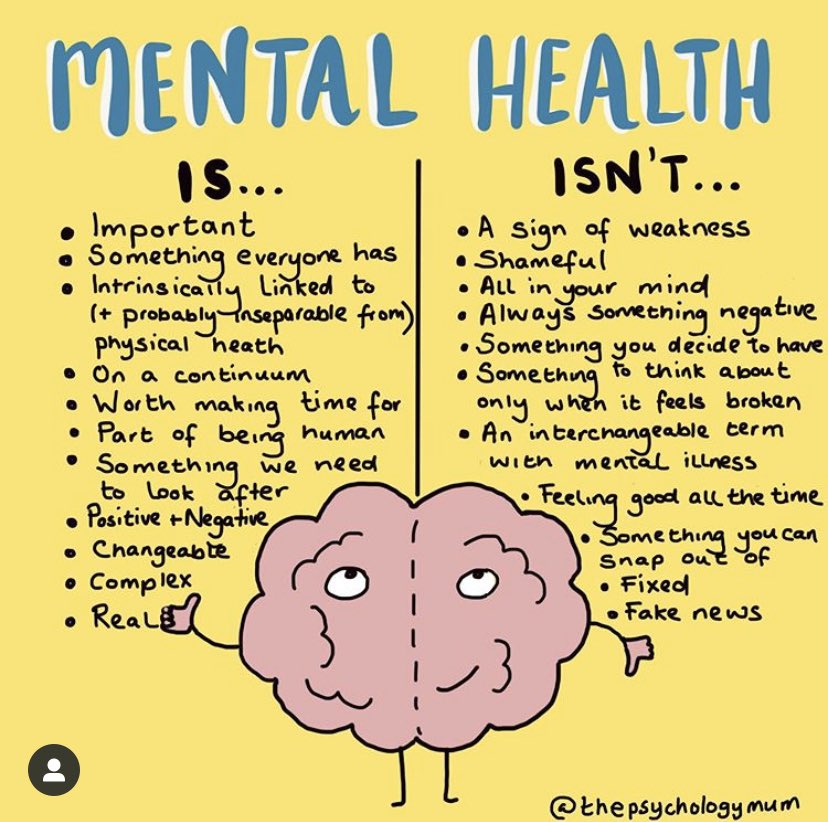 MENTAL HEALTH
IS...
• Important
• Something everyone has
• Intrinsically linked to
(+ probably inseparable from)
physical heath
• On a continuum
• Worth making time for
• Part of being human
• Something we need
to look after
• Positive + Negative
• Changeable
• Complex
• Real
ISN'T...
• A sign of weakness
• Shameful
• All in your mind
• Always something negative
• Something you decide to have
• Something to think about
only when it feels broken
• An interchangeable term
with mental illness
• Feeling good all the time
• Something you can
snap out of
• Fixed
• Fake news
@thepsychologymum